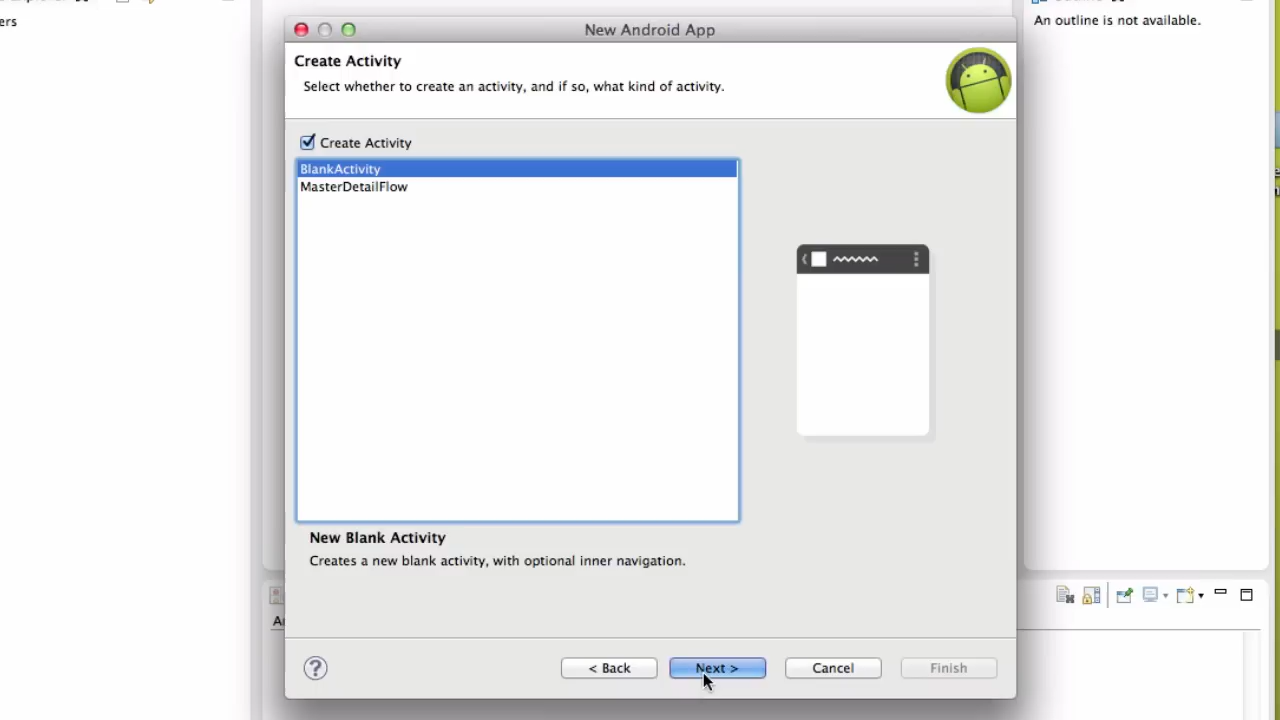 ers
An outline is not available.
New Android App
Create Activity
Select whether to create an activity, and if so, what kind of activity.
Create Activity
BlankActivity
MasterDetailFlow
New Blank Activity
Creates a new blank activity, with optional inner navigation.
< Back
Next >
Cancel
Finish